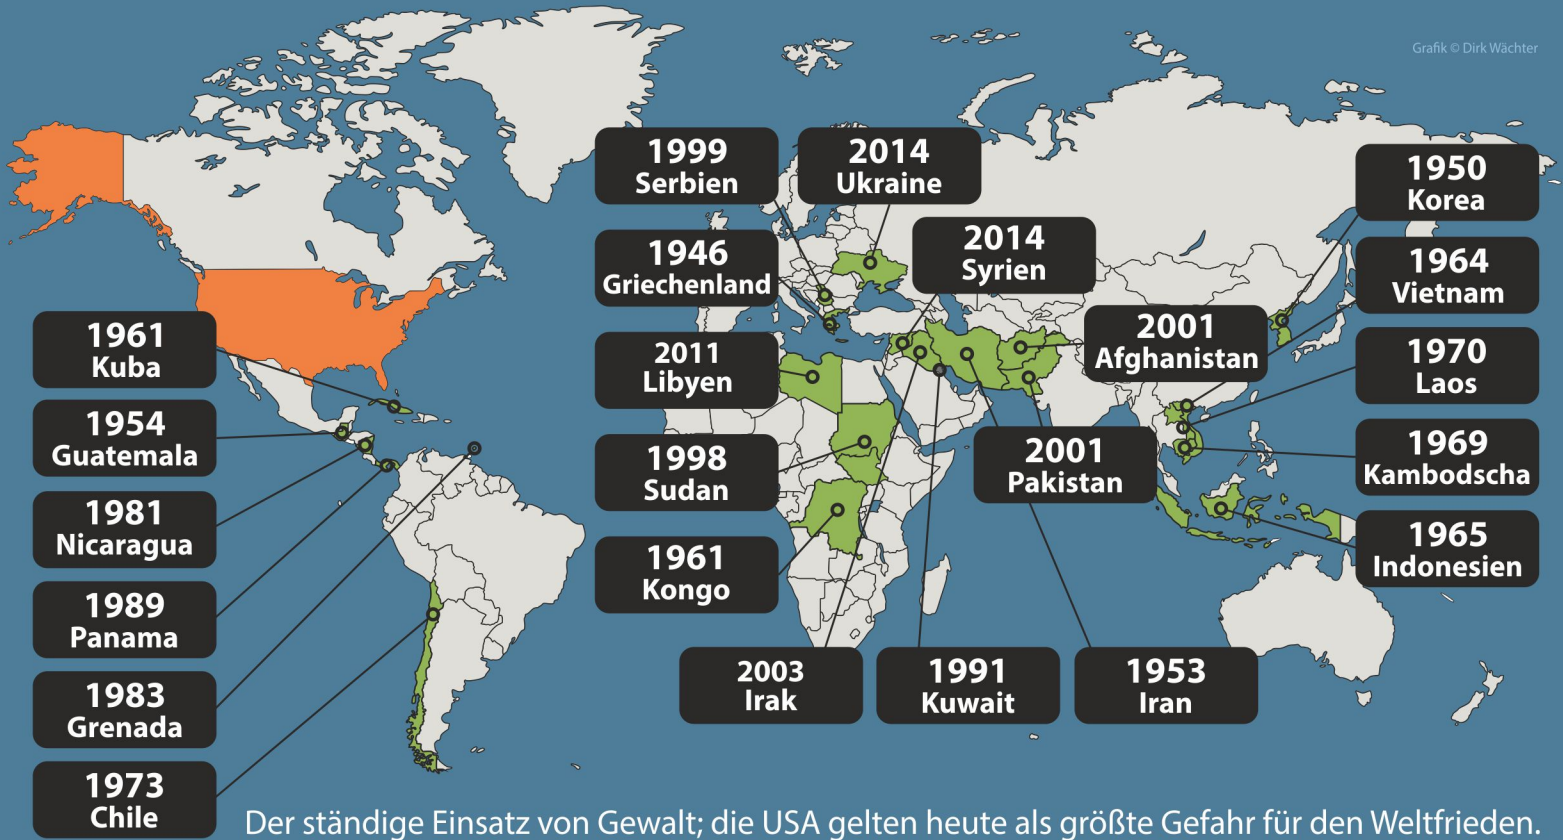 Grafik © Dirk Wächter
1999
Serbien
2014
Ukraine
1950
Korea
1946
Griechenland
2014
Syrien
1964
Vietnam
1961
Kuba
2011
Libyen
2001
Afghanistan
1970
Laos
1954
Guatemala
1998
Sudan
2001
Pakistan
1969
Kambodscha
1981
Nicaragua
1961
Kongo
1965
Indonesien
1989
Panama
2003
Irak
1991
Kuwait
1953
Iran
1983
Grenada
1973
Chile
Der ständige Einsatz von Gewalt; die USA gelten heute als größte Gefahr für den Weltfrieden.